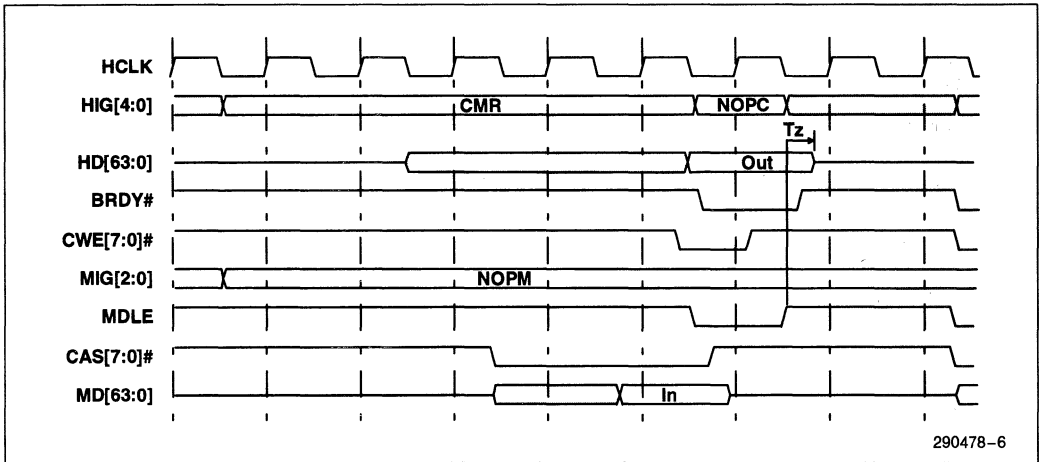 HCLK
HIG[4:0] CMR NOPC
Tz
HD[63:0] Out
BRDY#
CWE[7:0]#
MIG[2:0] NOPM
MDLE
CAS[7:0]#
MD[63:0] In
290478-6